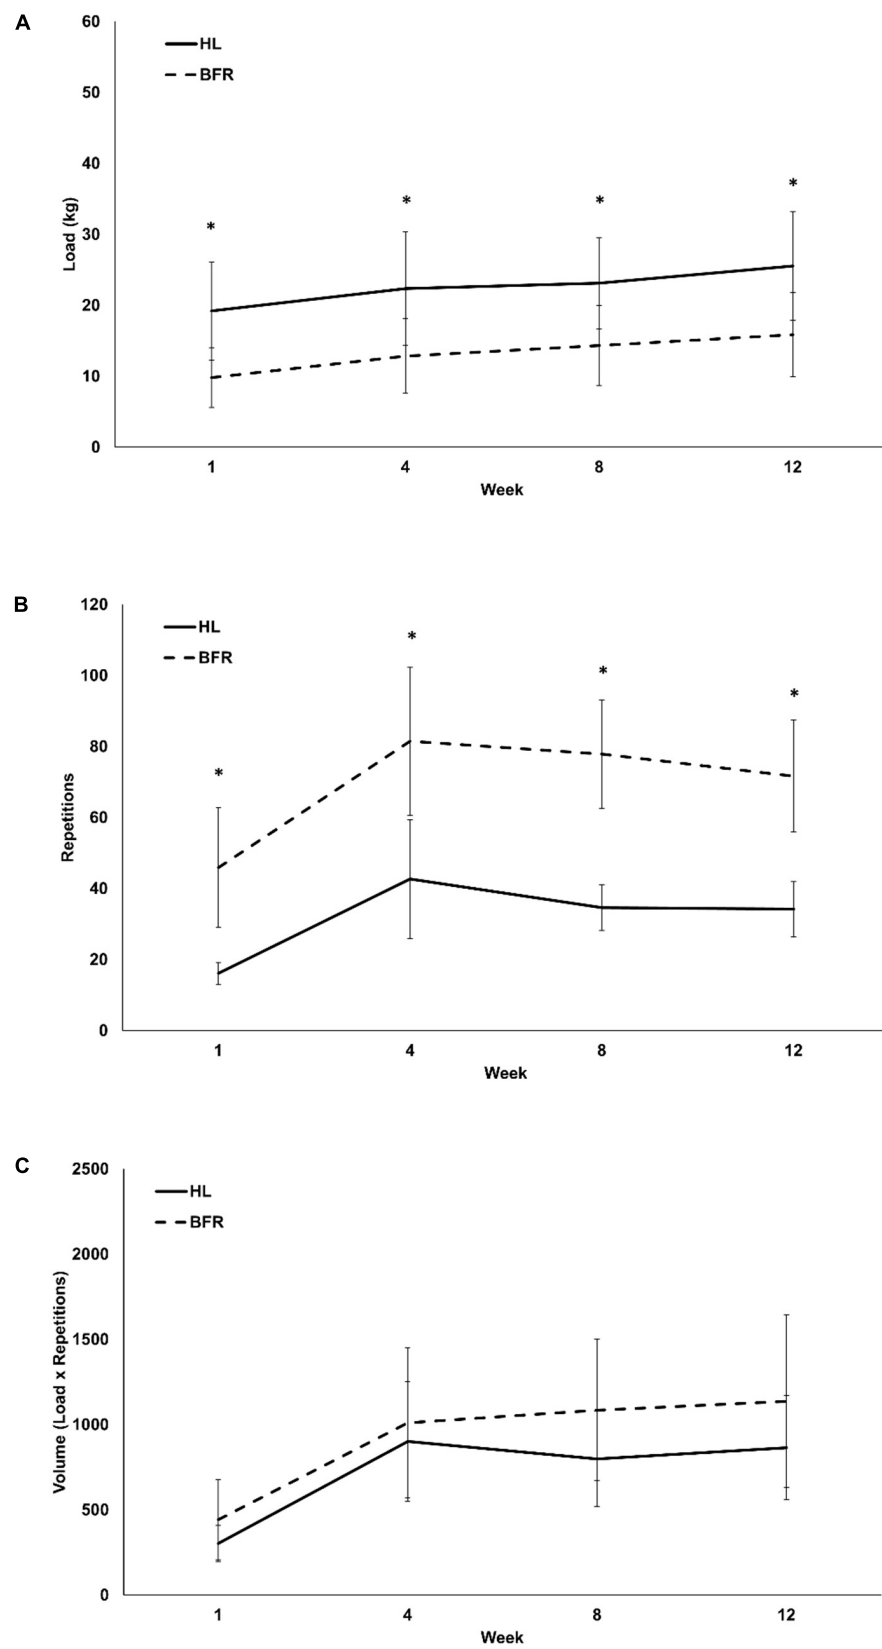 A
60
50
40
30
20
10
0
Load (kg)
HL
BFR
* * * *
1 4 8 12
Week
B
120
100
80
60
40
20
0
Repetitions
HL
BFR
* * * *
1 4 8 12
Week
C
2500
2000
1500
1000
500
0
Volume (Load x Repetitions)
HL
BFR
1 4 8 12
Week